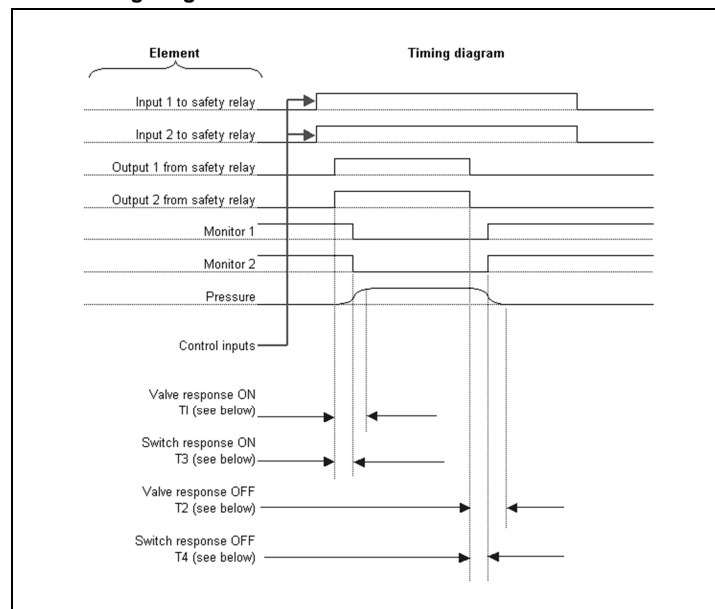 Element
Timing diagram
Input 1 to safety relay
Input 2 to safety relay
Output 1 from safety relay
Output 2 from safety relay
Monitor 1
Monitor 2
Pressure
Control inputs
Valve response ON
T1 (see below)
Switch response ON
T3 (see below)
Valve response OFF
T2 (see below)
Switch response OFF
T4 (see below)